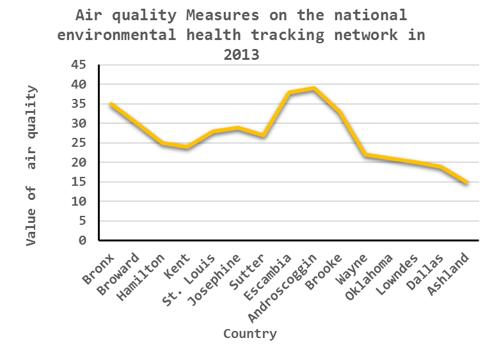 Air quality Measures on the national
environmental health tracking network in
2013
Value of air quality
45
40
35
30
25
20
15
10
5
0
Bronx
Broward
Hamilton
Kent
St. Louis
Josephine
Sutter
Escambia
Androscoggin
Brooke
Wayne
Oklahoma
Lowndes
Dallas
Ashland
Country